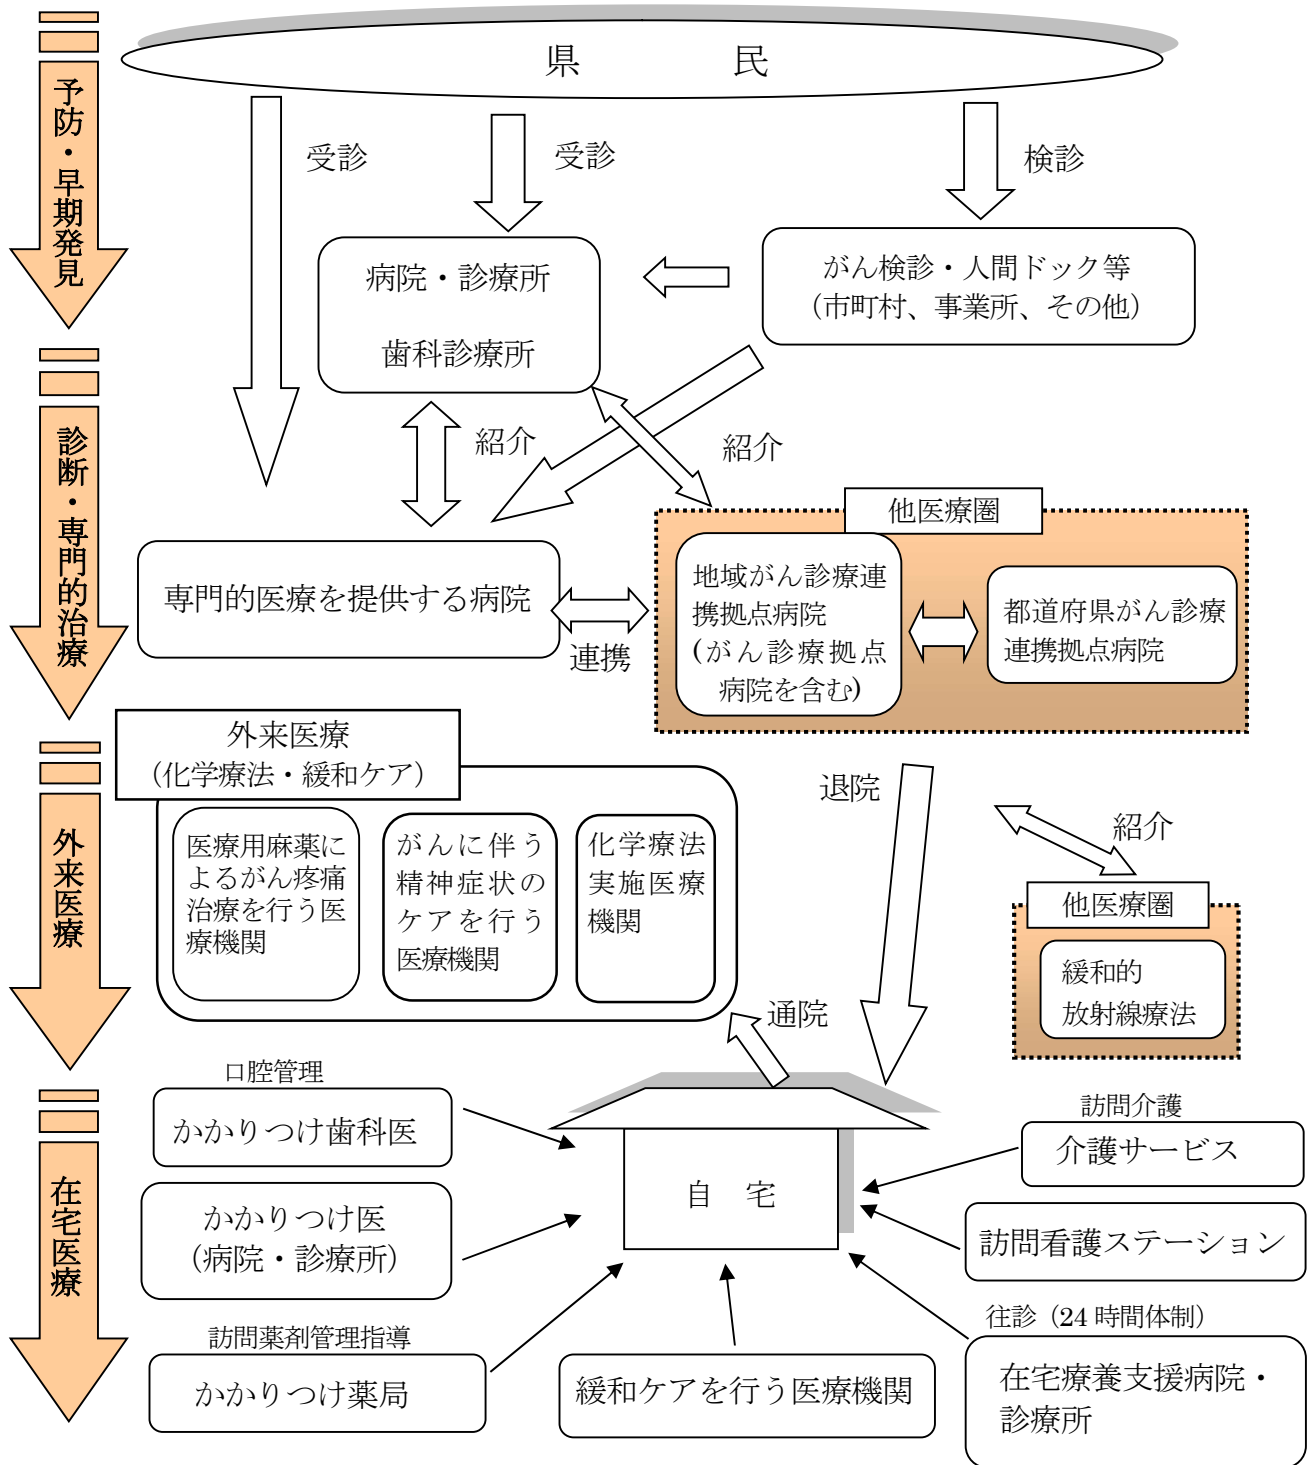 県　民
予防・早期発見
受診
受診
検診
病院・診療所
歯科診療所
がん検診・人間ドック等
（市町村、事業所、その他）
診断・専門的治療
紹介
紹介
他医療圏
専門的医療を提供する病院
連携
地域がん診療連
携拠点病院
(がん診療拠点
病院を含む)
都道府県がん診療
連携拠点病院
外来医療
外来医療
（化学療法・緩和ケア）
医療用麻薬に
よるがん疼痛
治療を行う医
療機関
がんに伴う
精神症状の
ケアを行う
医療機関
化学療法
実施医療
機関
退院
紹介
他医療圏
緩和的
放射線療法
通院
在宅医療
口腔管理
かかりつけ歯科医
かかりつけ医
（病院・診療所）
訪問薬剤管理指導
かかりつけ薬局
自　宅
緩和ケアを行う医療機関
訪問介護
介護サービス
訪問看護ステーション
往診（24 時間体制）
在宅療養支援病院・
診療所